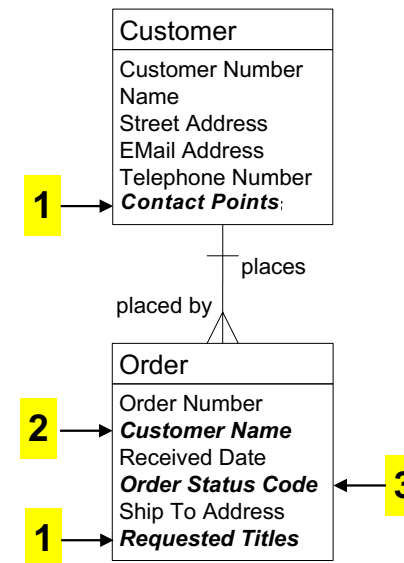 Customer
Customer Number
Name
Street Address
EMail Address
Telephone Number
1
Contact Points
places
placed by
Order
Order Number
2
Customer Name
Received Date
Order Status Code
3
Ship To Address
1
Requested Titles